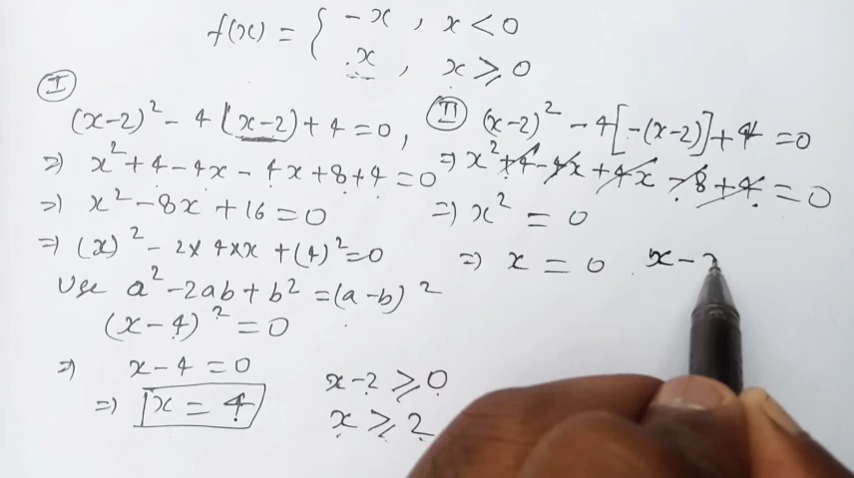 f(x) = { -x , x < 0
x , x ⩾ 0
I
(x-2)² - 4(x-2) + 4 = 0,
⇒ x² + 4 - 4x - 4x + 8 + 4 = 0
⇒ x² - 8x + 16 = 0
⇒ (x)² - 2×4×x + (4)² = 0
Use a² - 2ab + b² = (a-b)²
(x-4)² = 0
⇒ x-4 = 0
⇒ x = 4
x-2 ⩾ 0
x ⩾ 2
II (x-2)² - 4[-(x-2)] + 4 = 0
⇒ x² + 4 - 4x + 4x - 8 + 4 = 0
⇒ x² = 0
⇒ x = 0 x -